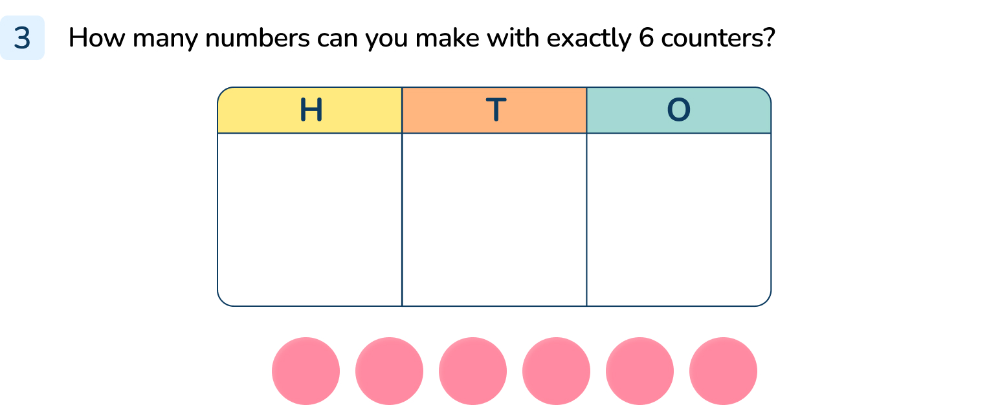 3 How many numbers can you make with exactly 6 counters?
H T O